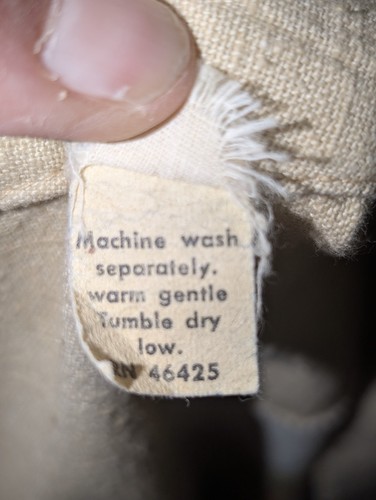 Machine wash
separately.
warm gentle
Tumble dry
low.
RN 46425